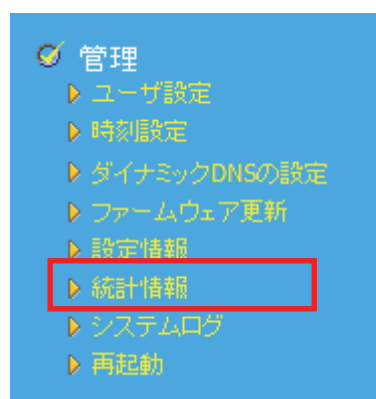 管理
ユーザ設定
時刻設定
ダイナミックDNSの設定
ファームウェア更新
設定情報
統計情報
システムログ
再起動